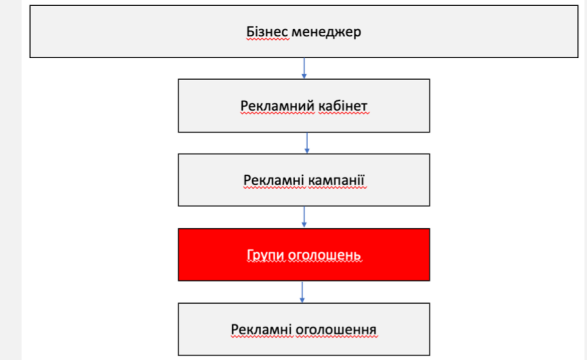 Бізнес менеджер
Рекламний кабінет
Рекламні кампанії
Групи оголошень
Рекламні оголошення